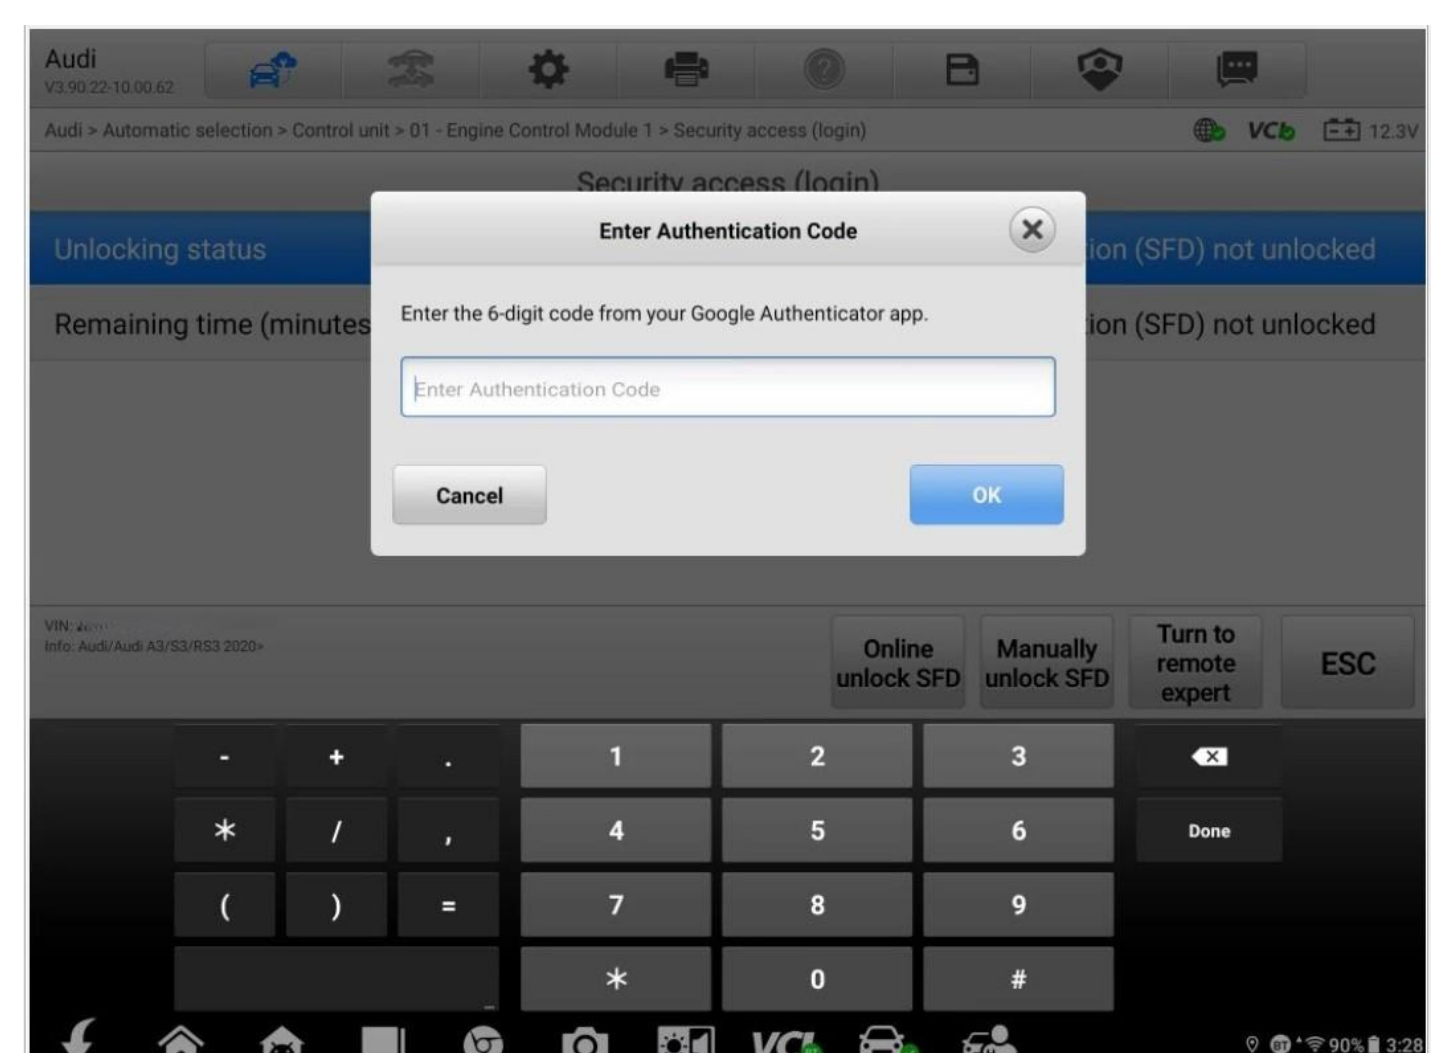 Audi
V3.90.22-10.00.62
Audi > Automatic selection > Control unit > 01 - Engine Control Module 1 > Security access (login)
VCI 12.3V
Security access (login)
Enter Authentication Code
Unlocking status
ion (SFD) not unlocked
Enter the 6-digit code from your Google Authenticator app.
Remaining time (minutes
ion (SFD) not unlocked
Enter Authentication Code
Cancel OK
VIN:
Info: Audi/Audi A3/S3/RS3 2020>
Online
unlock SFD
Manually
unlock SFD
Turn to
remote
expert
ESC
- + . 1 2 3
* / , 4 5 6 Done
( ) = 7 8 9
* 0 #
VCI BT 90% 3:28